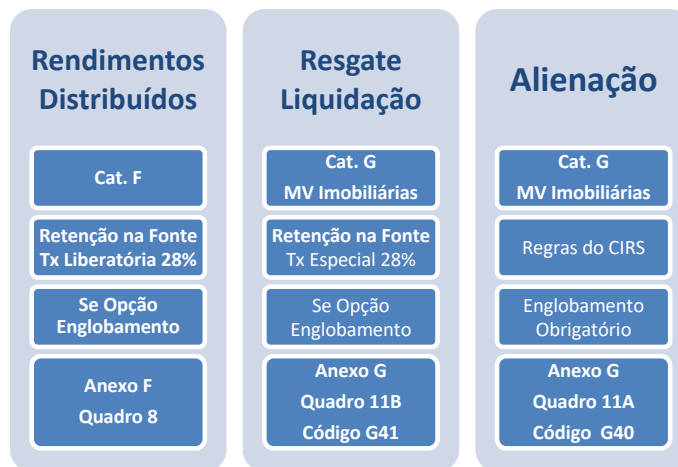 Rendimentos
Distribuídos
Cat. F
Retenção na Fonte
Tx Liberatória 28%
Se Opção
Englobamento
Anexo F
Quadro 8
Resgate
Liquidação
Cat. G
MV Imobiliárias
Retenção na Fonte
Tx Especial 28%
Se Opção
Englobamento
Anexo G
Quadro 11B
Código G41
Alienação
Cat. G
MV Imobiliárias
Regras do CIRS
Englobamento
Obrigatório
Anexo G
Quadro 11A
Código G40